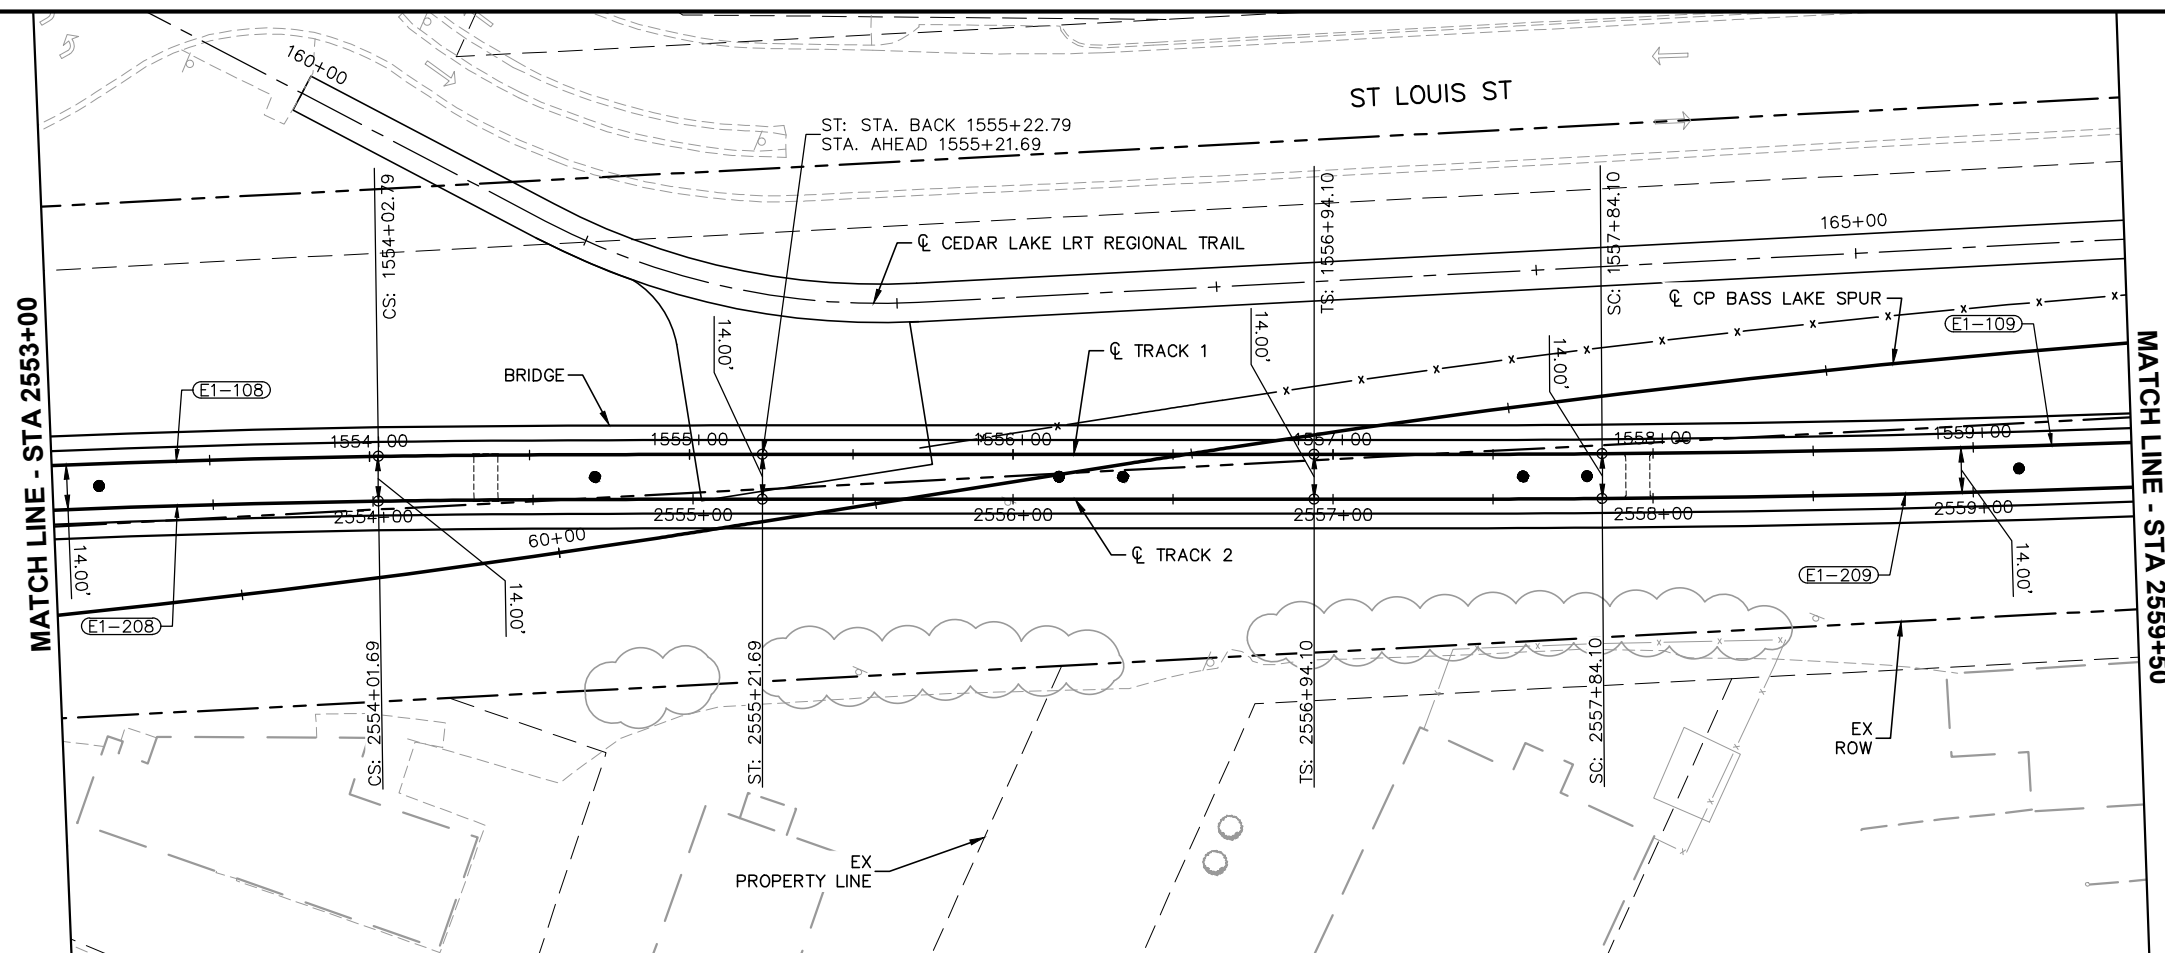 160+00
ST LOUIS ST
ST: STA. BACK 1555+22.79
STA. AHEAD 1555+21.69
CS: 1554+02.79
TS: 1556+94.10
SC: 1557+84.10
165+00
℄ CEDAR LAKE LRT REGIONAL TRAIL
℄ CP BASS LAKE SPUR
E1-109
MATCH LINE - STA 2553+00
MATCH LINE - STA 2559+50
14.00'
14.00'
14.00'
℄ TRACK 1
BRIDGE
E1-108
1554+00
1555+00
1556+00
1557+00
1558+00
1559+00
2554+00
2555+00
2556+00
2557+00
2558+00
2559+00
60+00
℄ TRACK 2
14.00'
14.00'
14.00'
E1-208
E1-209
CS: 2554+01.69
ST: 2555+21.69
TS: 2556+94.10
SC: 2557+84.10
EX
ROW
EX
PROPERTY LINE